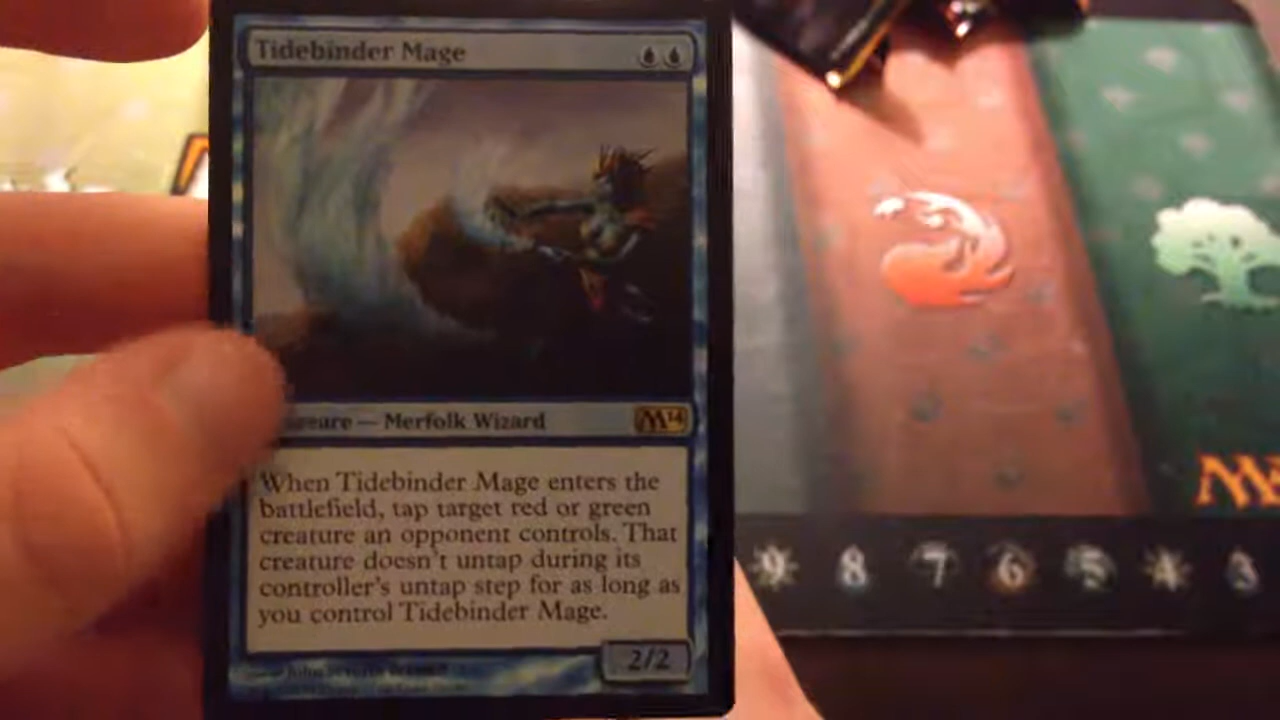 Tidebinder Mage
Merfolk Wizard
M14
When Tidebinder Mage enters the
battlefield, tap target red or green
creature an opponent controls. That
creature doesn't untap during its
controller's untap step for as long as
you control Tidebinder Mage.
2/2
9 8 7 6 5 4 3